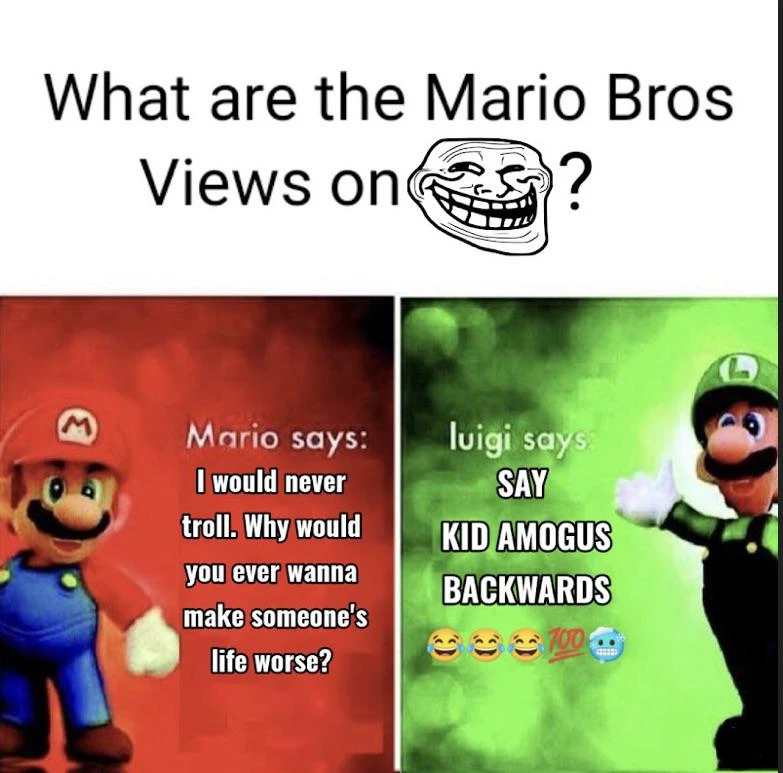 What are the Mario Bros
Views on ?
Mario says:
I would never
troll. Why would
you ever wanna
make someone's
life worse?
luigi says:
SAY
KID AMOGUS
BACKWARDS
😂😂😂💯🥶
M
L